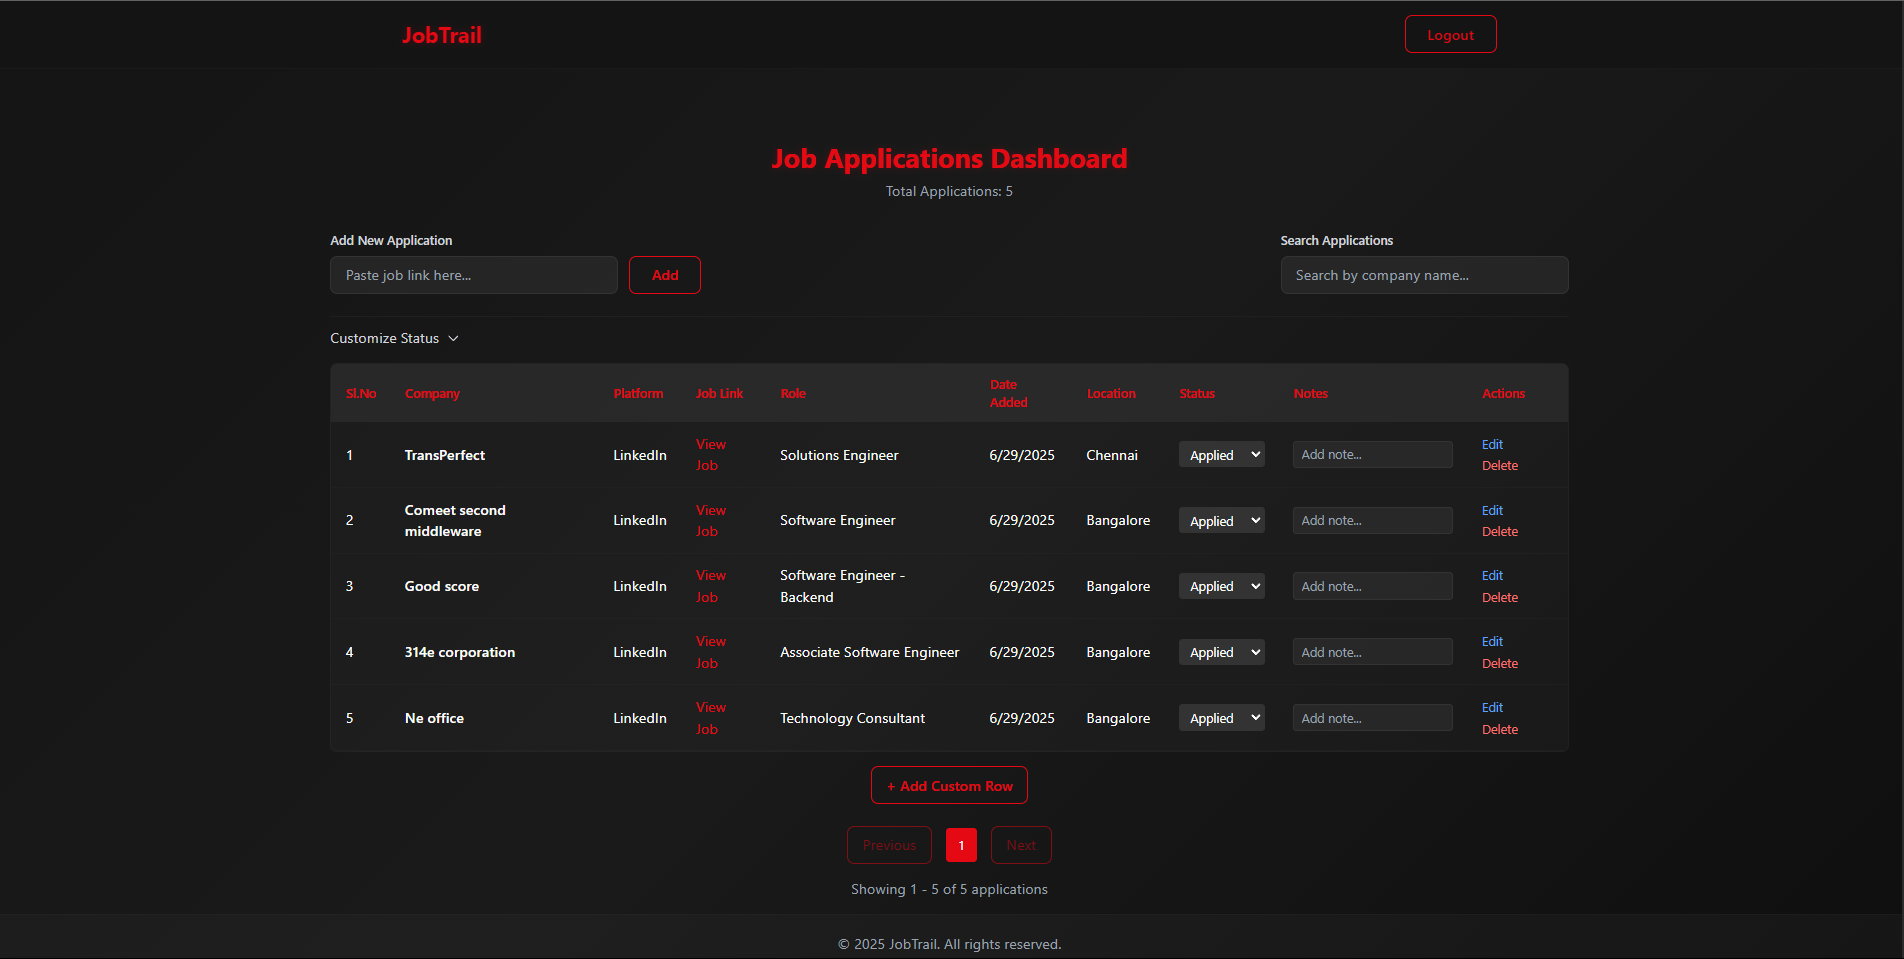 JobTrail Logout
Job Applications Dashboard
Total Applications: 5
Add New Application Search Applications
Paste job link here... Add Search by company name...
Customize Status
Sl.No Company Platform Job Link Role Date Added Location Status Notes Actions
1 TransPerfect LinkedIn View Job Solutions Engineer 6/29/2025 Chennai Applied Add note... Edit Delete
2 Comeet second middleware LinkedIn View Job Software Engineer 6/29/2025 Bangalore Applied Add note... Edit Delete
3 Good score LinkedIn View Job Software Engineer - Backend 6/29/2025 Bangalore Applied Add note... Edit Delete
4 314e corporation LinkedIn View Job Associate Software Engineer 6/29/2025 Bangalore Applied Add note... Edit Delete
5 Ne office LinkedIn View Job Technology Consultant 6/29/2025 Bangalore Applied Add note... Edit Delete
+ Add Custom Row
Previous 1 Next
Showing 1 - 5 of 5 applications
© 2025 JobTrail. All rights reserved.